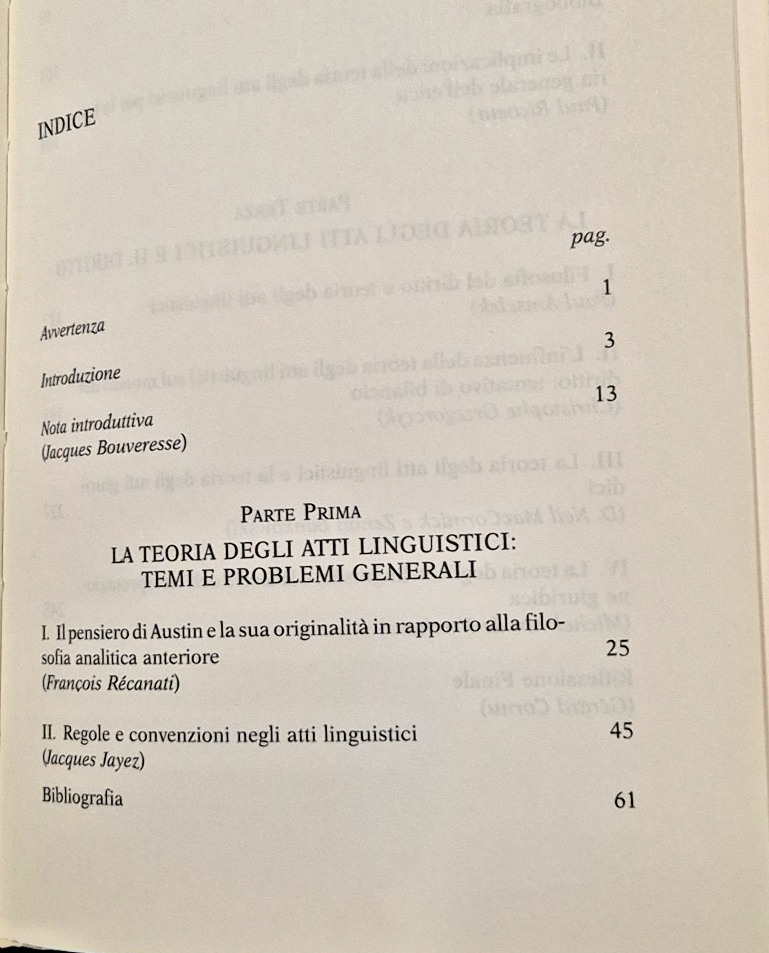 INDICE
pag.
Avvertenza 1
Introduzione 3
Nota introduttiva 13
(Jacques Bouveresse)
PARTE PRIMA
LA TEORIA DEGLI ATTI LINGUISTICI:
TEMI E PROBLEMI GENERALI
I. Il pensiero di Austin e la sua originalità in rapporto alla filo-
sofia analitica anteriore 25
(François Récanati)
II. Regole e convenzioni negli atti linguistici 45
(Jacques Jayez)
Bibliografia 61